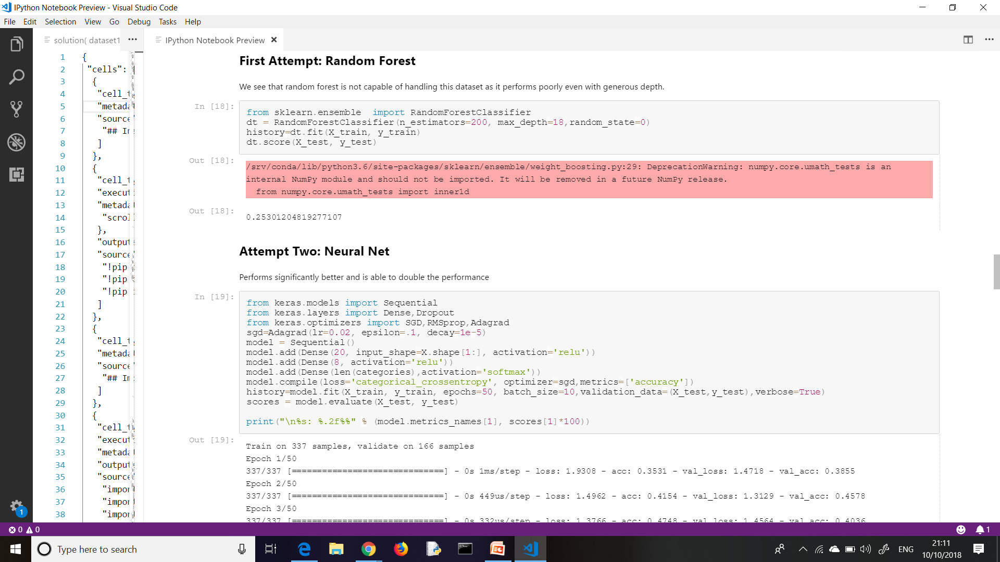 IPython Notebook Preview - Visual Studio Code
File Edit Selection View Go Debug Tasks Help
solution( dataset1 ···
IPython Notebook Preview ×
1 {
2 "cells":
3 {
4 "cell_t
5 "metada
6 "source
7 "## In
8 ]
9 },
10 {
11 "cell_t
12 "execut
13 "metada
14 "scrol
15 },
16 "output
17 "source
18 "!pip
19 "!pip
20 "!pip
21 ]
22 },
23 {
24 "cell_t
25 "metada
26 "source
27 "## Im
28 ]
29 },
30 {
31 "cell_t
32 "execut
33 "metada
34 "output
35 "source
36 "impor
37 "impor
38 "impor
First Attempt: Random Forest
We see that random forest is not capable of handling this dataset as it performs poorly even with generous depth.
In [18]:
from sklearn.ensemble  import RandomForestClassifier
dt = RandomForestClassifier(n_estimators=200, max_depth=18,random_state=0)
history=dt.fit(X_train, y_train)
dt.score(X_test, y_test)
Out [18]:
/srv/conda/lib/python3.6/site-packages/sklearn/ensemble/weight_boosting.py:29: DeprecationWarning: numpy.core.umath_tests is an
internal NumPy module and should not be imported. It will be removed in a future NumPy release.
from numpy.core.umath_tests import inner1d
Out [18]:
0.25301204819277107
Attempt Two: Neural Net
Performs significantly better and is able to double the performance
In [19]:
from keras.models import Sequential
from keras.layers import Dense,Dropout
from keras.optimizers import SGD,RMSprop,Adagrad
sgd=Adagrad(lr=0.02, epsilon=.1, decay=1e-5)
model = Sequential()
model.add(Dense(20, input_shape=X.shape[1:], activation='relu'))
model.add(Dense(8, activation='relu'))
model.add(Dense(len(categories),activation='softmax'))
model.compile(loss='categorical_crossentropy', optimizer=sgd,metrics=['accuracy'])
history=model.fit(X_train, y_train, epochs=50, batch_size=10,validation_data=(X_test,y_test),verbose=True)
scores = model.evaluate(X_test, y_test)
print("\n%s: %.2f%%" % (model.metrics_names[1], scores[1]*100))
Out [19]:
Train on 337 samples, validate on 166 samples
Epoch 1/50
337/337 [==============================] - 0s 1ms/step - loss: 1.9308 - acc: 0.3531 - val_loss: 1.4718 - val_acc: 0.3855
Epoch 2/50
337/337 [==============================] - 0s 449us/step - loss: 1.4962 - acc: 0.4154 - val_loss: 1.3129 - val_acc: 0.4578
Epoch 3/50
337/337 [==============================] - 0s 332us/step - loss: 1.3766 - acc: 0.4748 - val_loss: 1.4564 - val_acc: 0.4036
1
0 0
1
Type here to search
ENG
21:11
10/10/2018